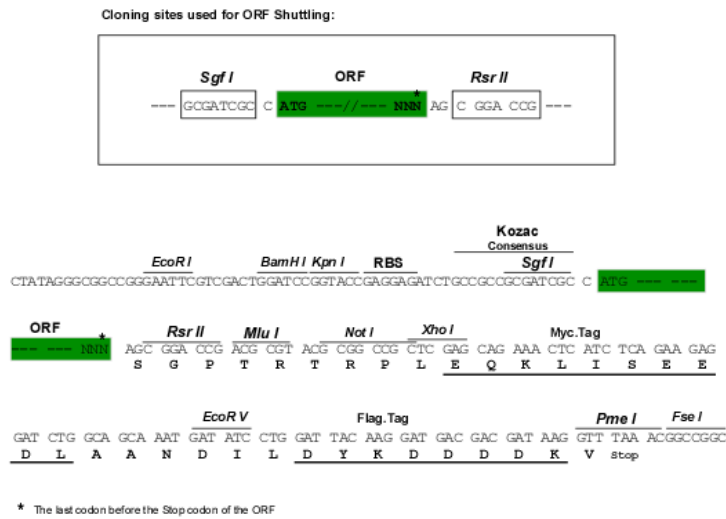 Cloning sites used for ORF Shuttling:
Sgf I ORF Rsr II
*
--- GCGATCGC C ATG ---//--- NNN AG C GGA CCG ---
Kozac
Consensus
EcoR I BamH I Kpn I RBS Sgf I
CTATAGGGCGGCCGGGAATTCGTCGACTGGATCCGGTACCGAGGAGATCTGCCGCCGCGATCGC C ATG --- ---
ORF Rsr II Mlu I Not I Xho I Myc.Tag
*
--- --- NNN AGC GGA CCG ACG CGT ACG CGG CCG CTC GAG CAG AAA CTC ATC TCA GAA GAG
S G P T R T R P L E Q K L I S E E
EcoR V Flag.Tag Pme I Fse I
GAT CTG GCA GCA AAT GAT ATC CTG GAT TAC AAG GAT GAC GAC GAT AAG GTT TAA ACGGCCGGC
D L A A N D I L D Y K D D D D K V Stop
* The last codon before the Stop codon of the ORF